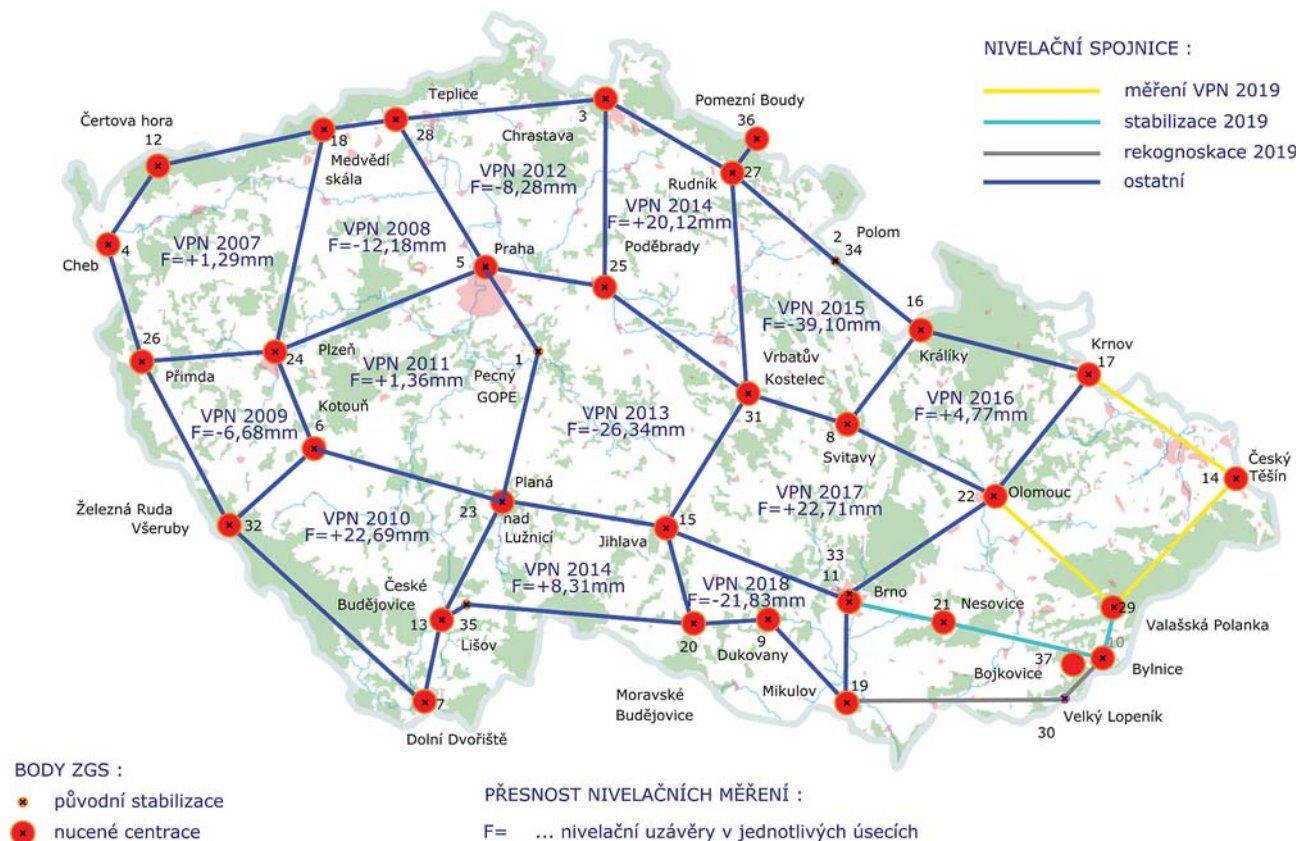 NIVELAČNÍ SPOJNICE :
měření VPN 2019
stabilizace 2019
rekognoskace 2019
ostatní
Čertova hora
12
18
Medvědí
skála
Teplice
28
Chrastava
3
Pomezní Boudy
36
Rudník
27
VPN 2012
F=-8,28mm
VPN 2014
F=+20,12mm
VPN 2007
F=+1,29mm
VPN 2008
F=-12,18mm
4
Cheb
Praha
5
Poděbrady
25
2
34
Polom
16
Králíky
VPN 2015
F=-39,10mm
Krnov
17
26
Přimda
24
Plzeň
VPN 2011
F=+1,36mm
1
Pecný
GOPE
Vrbatův
Kostelec
31
VPN 2016
F=+4,77mm
VPN 2009
F=-6,68mm
Kotouň
6
VPN 2013
F=-26,34mm
8
Svitavy
Český
Těšín
14
Železná Ruda
Všeruby
32
Planá
nad
Lužnicí
23
22
Olomouc
VPN 2017
F=+22,71mm
VPN 2010
F=+22,69mm
15
Jihlava
VPN 2014
F=+8,31mm
33
11
Brno
VPN 2018
F=-21,83mm
České
Budějovice
13
35
Lišov
20
9
Dukovany
21
Nesovice
29
Valašská Polanka
10
Bylnice
37
Bojkovice
Moravské
Budějovice
Mikulov
19
Velký Lopeník
30
7
Dolní Dvořiště
BODY ZGS :
původní stabilizace
nucené centrace
PŘESNOST NIVELAČNÍCH MĚŘENÍ :
F= ... nivelační uzávěry v jednotlivých úsecích